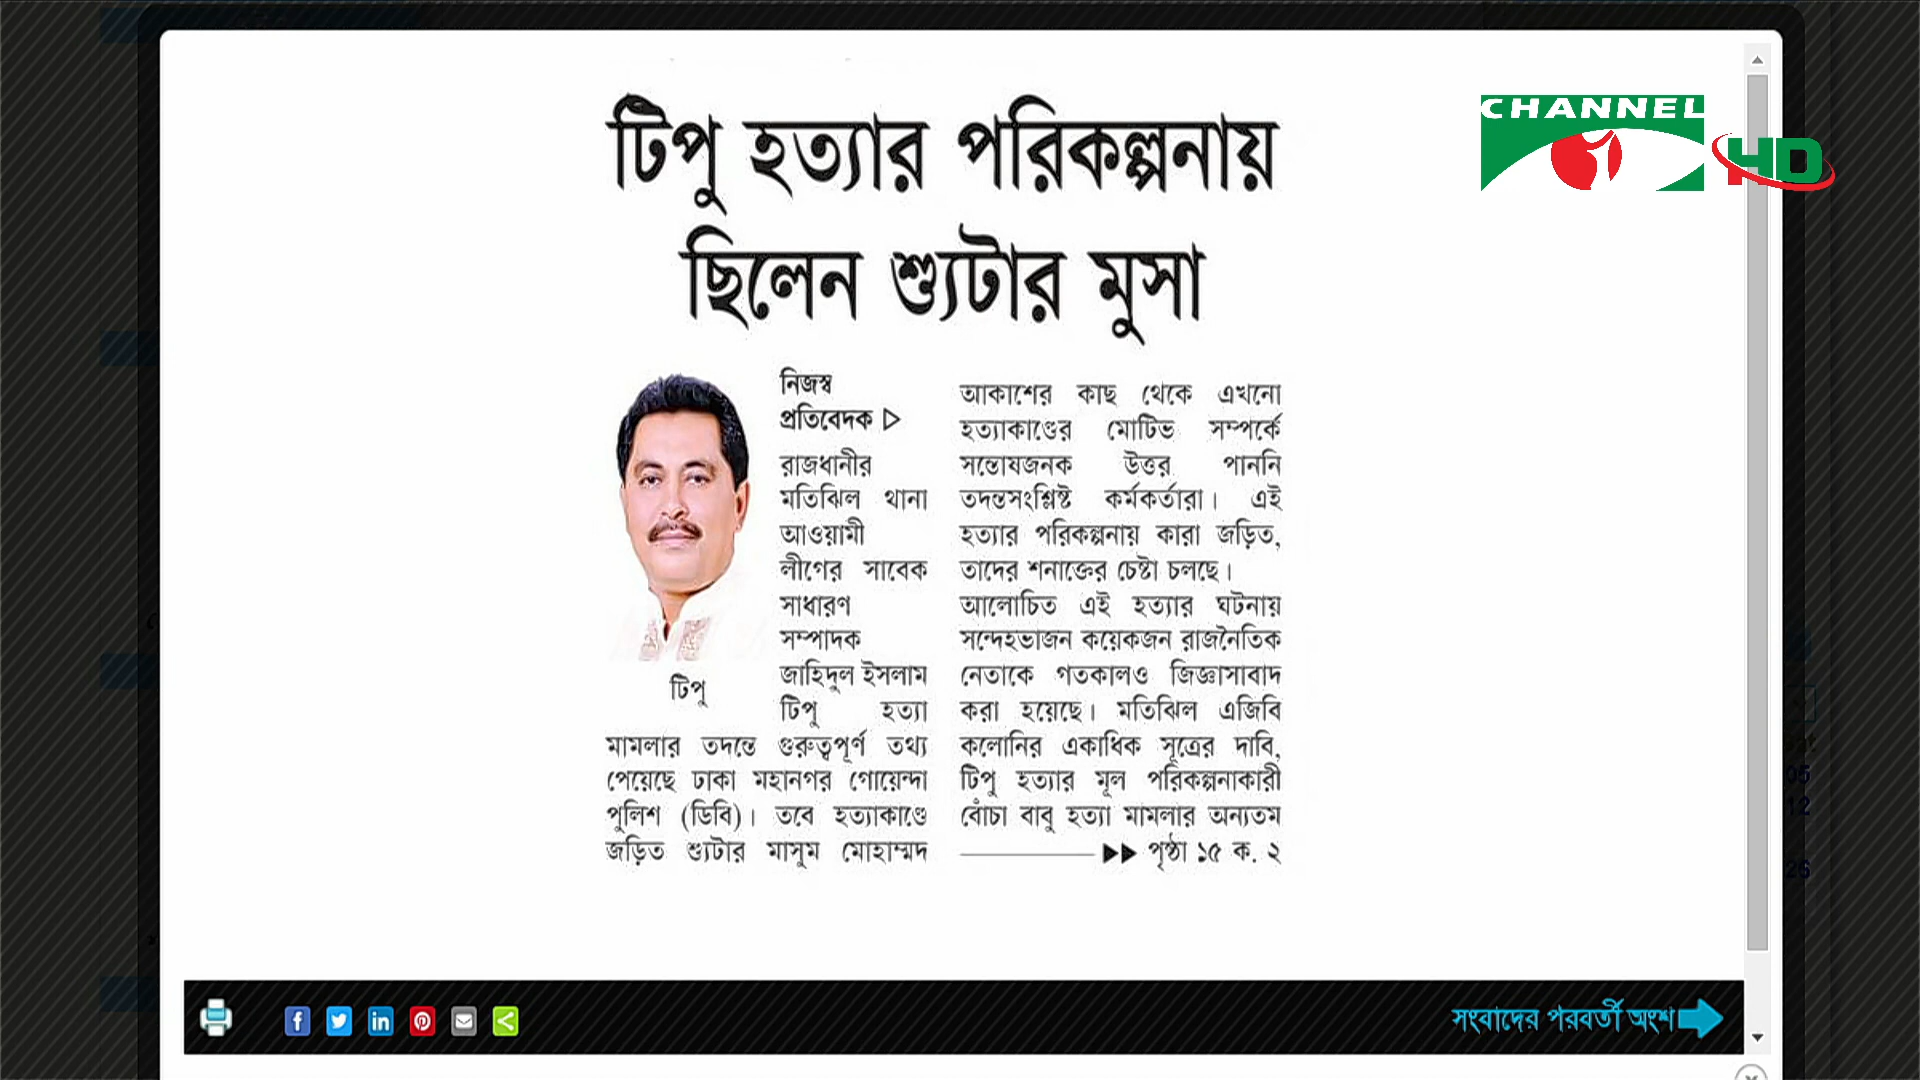 CHANNEL
HD
টিপু হত্যার পরিকল্পনায়
ছিলেন শ্যুটার মুসা
নিজস্ব
প্রতিবেদক
রাজধানীর
মতিঝিল থানা
আওয়ামী
লীগের সাবেক
সাধারণ
সম্পাদক
জাহিদুল ইসলাম
টিপু হত্যা
টিপু
মামলার তদন্তে গুরুত্বপূর্ণ তথ্য
পেয়েছে ঢাকা মহানগর গোয়েন্দা
পুলিশ (ডিবি)। তবে হত্যাকাণ্ডে
জড়িত শ্যুটার মাসুম মোহাম্মদ
আকাশের কাছ থেকে এখনো
হত্যাকাণ্ডের মোটিভ সম্পর্কে
সন্তোষজনক উত্তর পাননি
তদন্তসংশ্লিষ্ট কর্মকর্তারা। এই
হত্যার পরিকল্পনায় কারা জড়িত,
তাদের শনাক্তের চেষ্টা চলছে।
আলোচিত এই হত্যার ঘটনায়
সন্দেহভাজন কয়েকজন রাজনৈতিক
নেতাকে গতকালও জিজ্ঞাসাবাদ
করা হয়েছে। মতিঝিল এজিবি
কলোনির একাধিক সূত্রের দাবি,
টিপু হত্যার মূল পরিকল্পনাকারী
বোঁচা বাবু হত্যা মামলার অন্যতম
পৃষ্ঠা ১৫ ক. ২
সংবাদের পরবর্তী অংশ
05
12
26